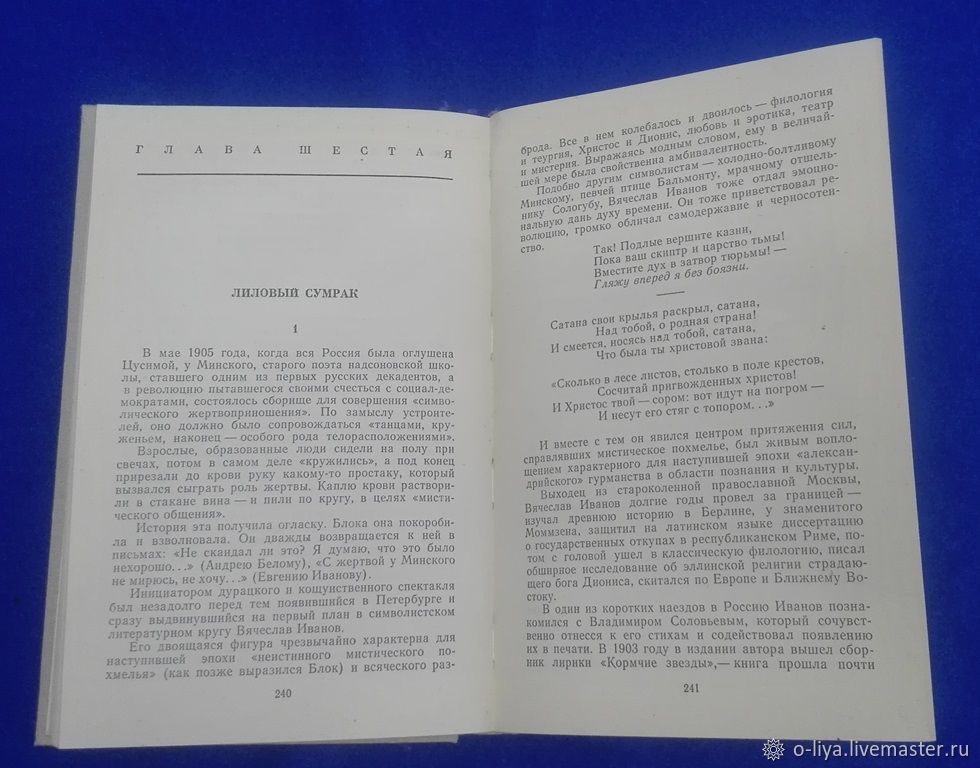 ГЛАВА ШЕСТАЯ
ЛИЛОВЫЙ СУМРАК
1
В мае 1905 года, когда вся Россия была оглушена
Цусимой, у Минского, старого поэта надсоновской шко-
лы, ставшего одним из первых русских декадентов, а
в революцию пытавшегося своими счесться с социал-де-
мократами, состоялось сборище для совершения «симво-
лического жертвоприношения». По замыслу устроите-
лей, оно должно было сопровождаться «танцами, кру-
женьем, наконец — особого рода телорасположениями».
Взрослые, образованные люди сидели на полу при
свечах, потом в самом деле «кружились», а под конец
прирезали до крови руку какому-то простаку, который
вызвался сыграть роль жертвы. Каплю крови раствори-
ли в стакане вина — и пили по кругу, в целях «мисти-
ческого общения».
История эта получила огласку. Блока она покороби-
ла и взволновала. Он дважды возвращается к ней в
письмах: «Не скандал ли это? Я думаю, что это было
нехорошо...» (Андрею Белому), «С жертвой у Минского
не мирюсь, не хочу...» (Евгению Иванову).
Инициатором дурацкого и кощунственного спектакля
был незадолго перед тем появившийся в Петербурге и
сразу выдвинувшийся на первый план в символистском
литературном кругу Вячеслав Иванов.
Его двоящаяся фигура чрезвычайно характерна для
наступившей эпохи «неистинного мистического по-
хмелья» (как позже выразился Блок) и всяческого раз-
240
брода. Все в нем колебалось и двоилось — филология
и теургия, Христос и Дионис, любовь и эротика, театр
и мистерия. Выражаясь модным словом, ему в величай-
шей мере была свойственна амбивалентность.
Подобно другим символистам — холодно-болтливому
Минскому, певчей птице Бальмонту, мрачному отшель-
нику Сологубу, Вячеслав Иванов тоже отдал эмоцио-
нальную дань духу времени. Он тоже приветствовал ре-
волюцию, громко обличал самодержавие и черносотен-
ство.
Так! Подлые вершите казни,
Пока ваш скиптр и царство тьмы!
Вместите дух в затвор тюрьмы! —
Гляжу вперед я без боязни.
Сатана свои крылья раскрыл, сатана,
Над тобой, о родная страна!
И смеется, носясь над тобой, сатана,
Что была ты христовой звана:
«Сколько в лесе листов, столько в поле крестов,
Сосчитай пригвожденных христов!
И Христос твой — сором: вот идут на погром —
И несут его стяг с топором...»
И вместе с тем он явился центром притяжения сил,
справлявших мистическое похмелье, был живым вопло-
щением характерного для наступившей эпохи «алексан-
дрийского» гурманства в области познания и культуры.
Выходец из староколенной православной Москвы,
Вячеслав Иванов долгие годы провел за границей —
изучал древнюю историю в Берлине, у знаменитого
Моммзена, защитил на латинском языке диссертацию
о государственных откупах в республиканском Риме, по-
том с головой ушел в классическую филологию, писал
обширное исследование об эллинской религии страдаю-
щего бога Диониса, скитался по Европе и Ближнему Во-
стоку.
В один из коротких наездов в Россию Иванов позна-
комился с Владимиром Соловьевым, который сочувст-
венно отнесся к его стихам и содействовал появлению
их в печати. В 1903 году в издании автора вышел сбор-
ник лирики «Кормчие звезды»,— книга прошла почти
241
o-liya.livemaster.ru